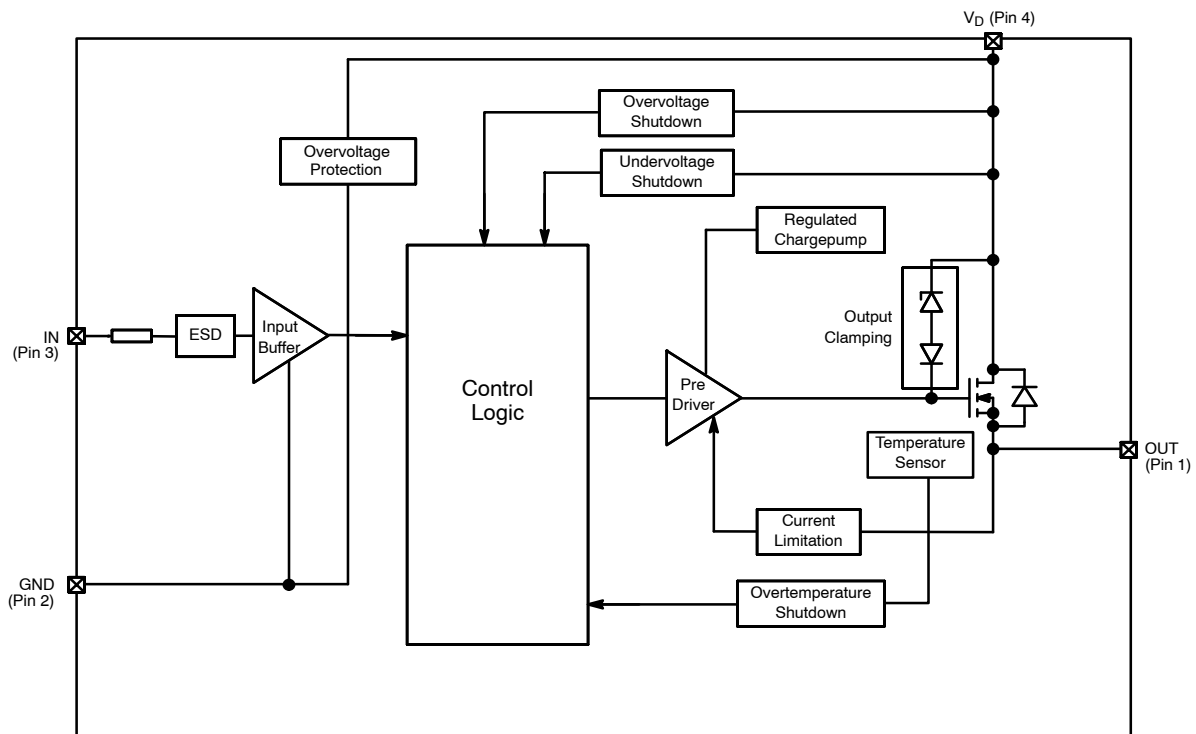 V_D (Pin 4)
Overvoltage
Shutdown
Overvoltage
Protection
Undervoltage
Shutdown
Regulated
Chargepump
IN
(Pin 3)
ESD
Input
Buffer
Output
Clamping
Control
Logic
Pre
Driver
Temperature
Sensor
OUT
(Pin 1)
Current
Limitation
GND
(Pin 2)
Overtemperature
Shutdown